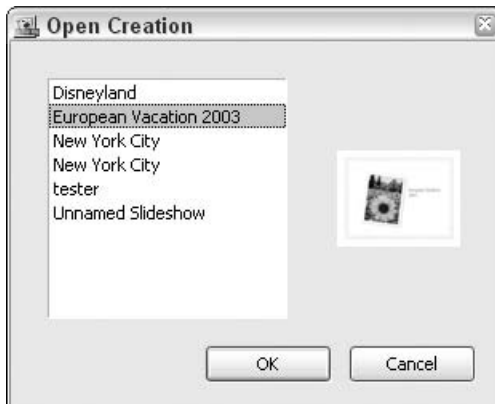 Open Creation
Disneyland
European Vacation 2003
New York City
New York City
tester
Unnamed Slideshow
OK
Cancel